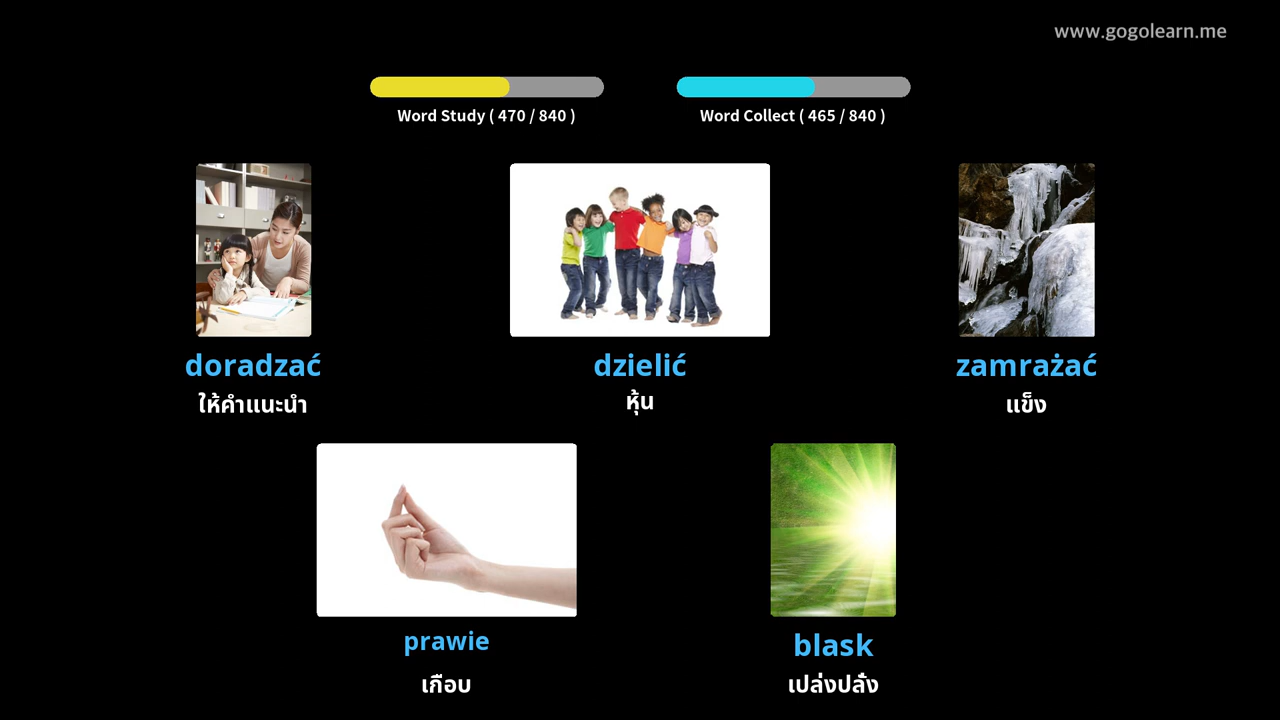 www.gogolearn.me
Word Study ( 470 / 840 )
Word Collect ( 465 / 840 )
doradzać
ให้คำแนะนำ
dzielić
หุ้น
zamrażać
แข็ง
prawie
เกือบ
blask
เปล่งปลั่ง